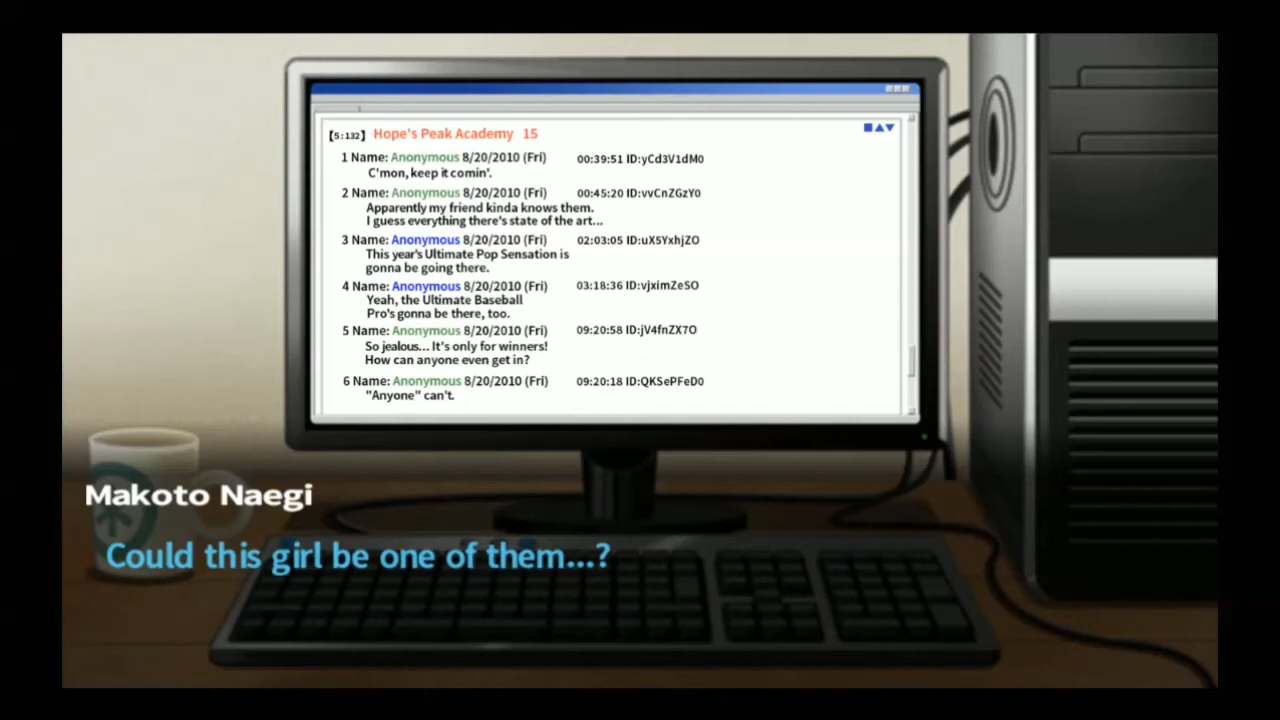 【5:132】 Hope's Peak Academy 15
1 Name: Anonymous 8/20/2010 (Fri) 00:39:51 ID:yCd3V1dM0
C'mon, keep it comin'.
2 Name: Anonymous 8/20/2010 (Fri) 00:45:20 ID:vvCnZGzY0
Apparently my friend kinda knows them.
I guess everything there's state of the art...
3 Name: Anonymous 8/20/2010 (Fri) 02:03:05 ID:uX5YxhjZO
This year's Ultimate Pop Sensation is
gonna be going there.
4 Name: Anonymous 8/20/2010 (Fri) 03:18:36 ID:vjximZeSO
Yeah, the Ultimate Baseball
Pro's gonna be there, too.
5 Name: Anonymous 8/20/2010 (Fri) 09:20:58 ID:jV4fnZX7O
So jealous... It's only for winners!
How can anyone even get in?
6 Name: Anonymous 8/20/2010 (Fri) 09:20:18 ID:QKSePFeD0
"Anyone" can't.
Makoto Naegi
Could this girl be one of them...?